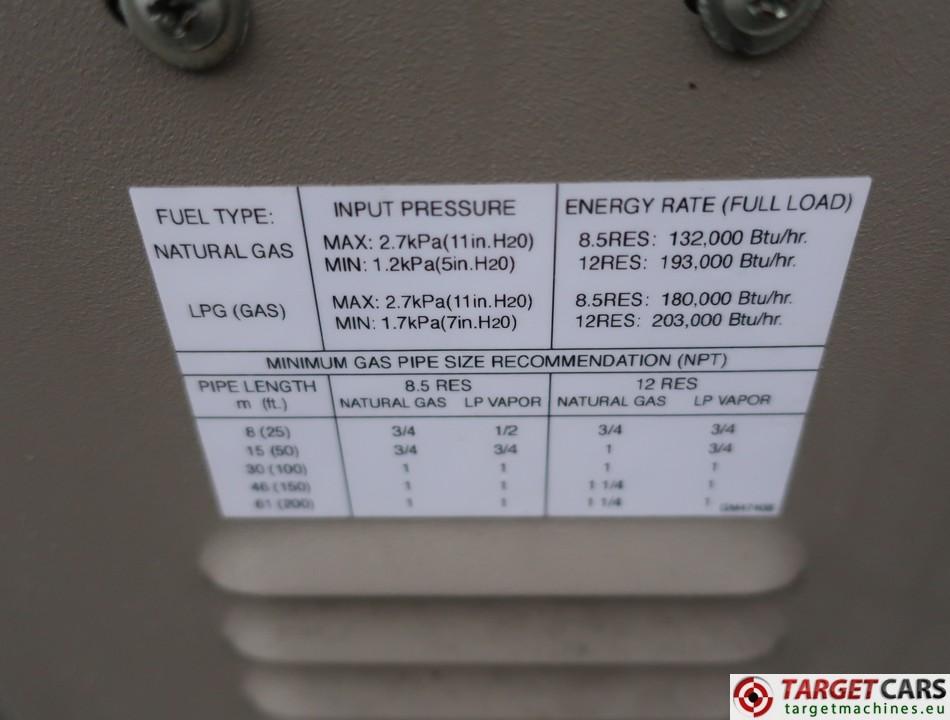 FUEL TYPE: INPUT PRESSURE ENERGY RATE (FULL LOAD)
NATURAL GAS MAX: 2.7kPa(11in.H2O) 8.5RES: 132,000 Btu/hr.
MIN: 1.2kPa(5in.H2O) 12RES: 193,000 Btu/hr.
LPG (GAS) MAX: 2.7kPa(11in.H2O) 8.5RES: 180,000 Btu/hr.
MIN: 1.7kPa(7in.H2O) 12RES: 203,000 Btu/hr.
MINIMUM GAS PIPE SIZE RECOMMENDATION (NPT)
PIPE LENGTH 8.5 RES 12 RES
m (ft.) NATURAL GAS LP VAPOR NATURAL GAS LP VAPOR
8 (25) 3/4 1/2 3/4 3/4
15 (50) 3/4 3/4 1 3/4
30 (100) 1 1 1 1
46 (150) 1 1 1 1/4 1
61 (200) 1 1 1 1/4 1
TARGETCARS
targetmachines.eu